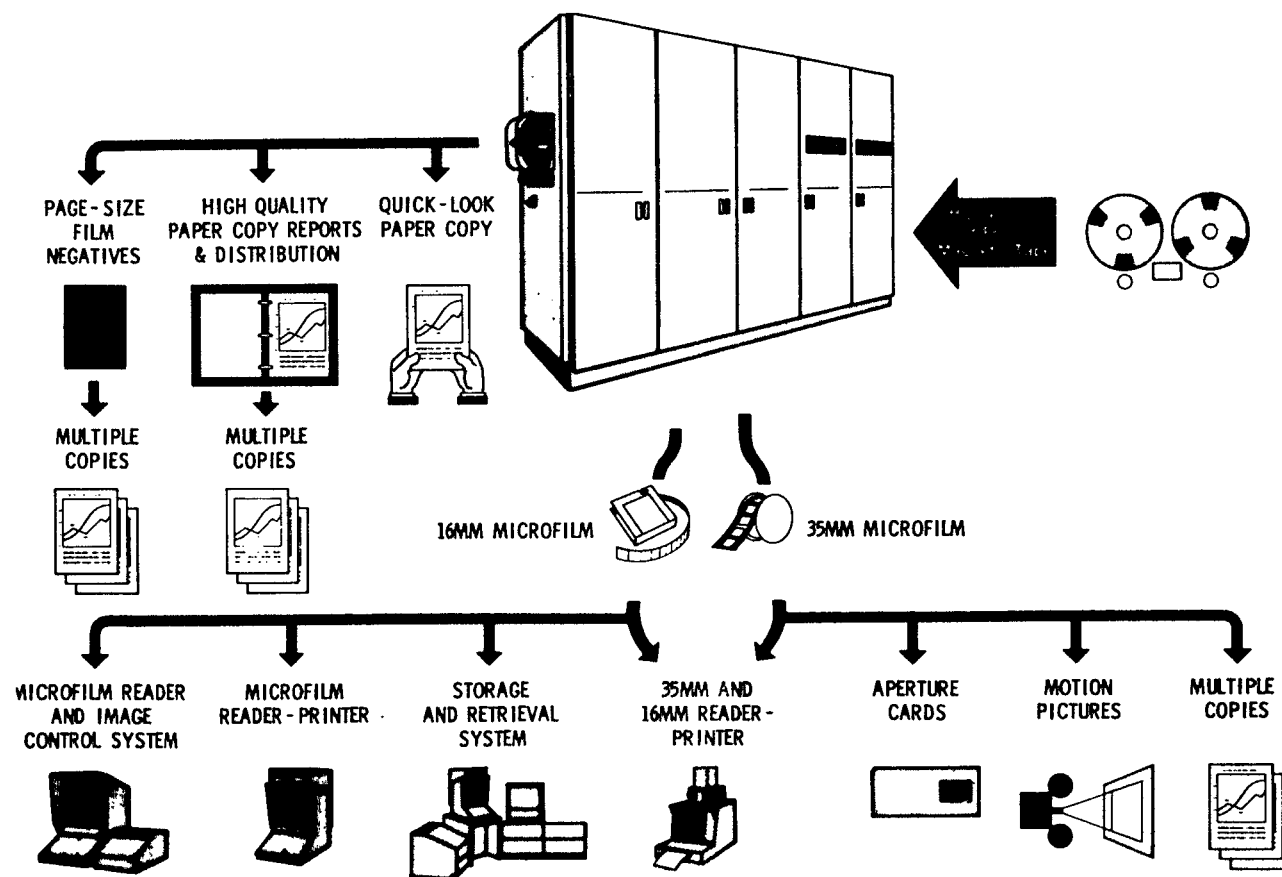 PAGE-SIZE
FILM
NEGATIVES
HIGH QUALITY
PAPER COPY REPORTS
& DISTRIBUTION
QUICK-LOOK
PAPER COPY
MULTIPLE
COPIES
MULTIPLE
COPIES
16MM MICROFILM
35MM MICROFILM
MICROFILM READER
AND IMAGE
CONTROL SYSTEM
MICROFILM
READER-PRINTER
STORAGE
AND RETRIEVAL
SYSTEM
35MM AND
16MM READER-
PRINTER
APERTURE
CARDS
MOTION
PICTURES
MULTIPLE
COPIES